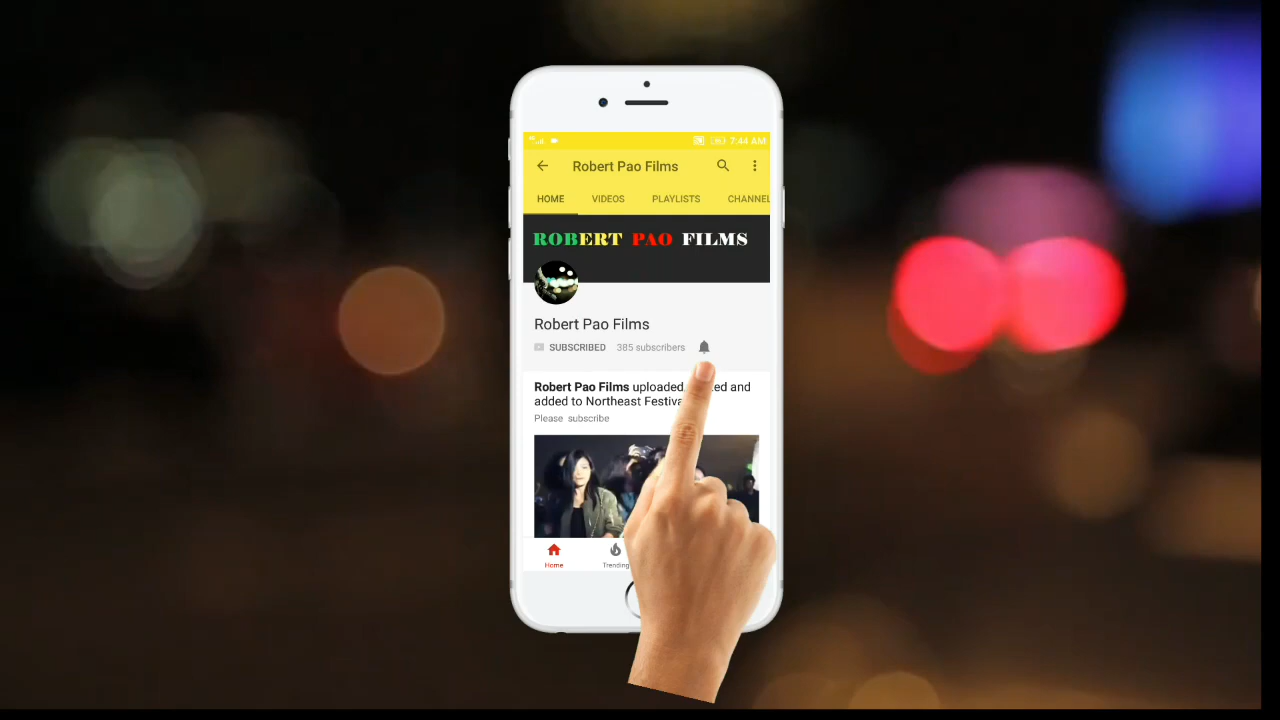 7:44 AM
Robert Pao Films
HOME VIDEOS PLAYLISTS CHANNEL
ROBERT PAO FILMS
Robert Pao Films
SUBSCRIBED 385 subscribers
Robert Pao Films uploaded, ed and
added to Northeast Festiva
Please subscribe
Home Trending